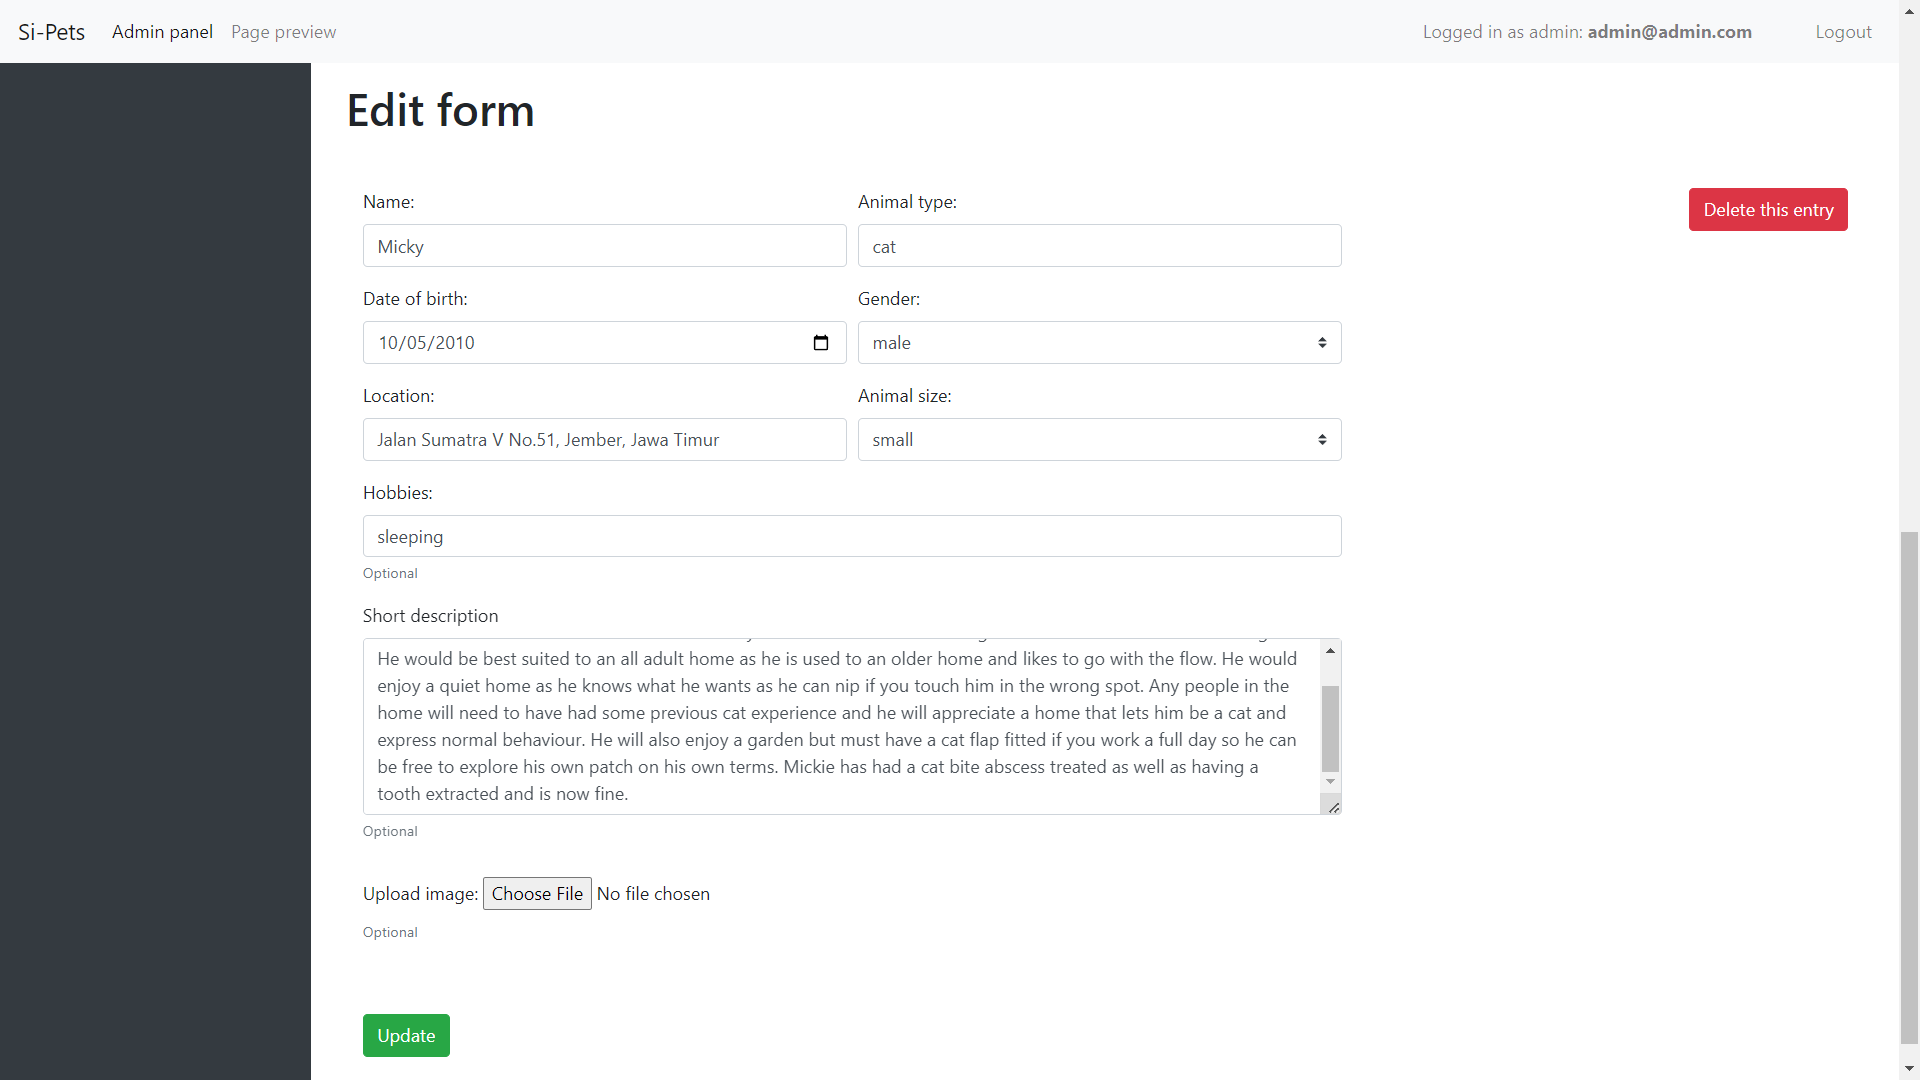 Si-Pets Admin panel Page preview Logged in as admin: admin@admin.com Logout
Edit form
Name: Animal type:
Delete this entry
Micky cat
Date of birth: Gender:
10/05/2010 male
Location: Animal size:
Jalan Sumatra V No.51, Jember, Jawa Timur small
Hobbies:
sleeping
Optional
Short description
He would be best suited to an all adult home as he is used to an older home and likes to go with the flow. He would
enjoy a quiet home as he knows what he wants as he can nip if you touch him in the wrong spot. Any people in the
home will need to have had some previous cat experience and he will appreciate a home that lets him be a cat and
express normal behaviour. He will also enjoy a garden but must have a cat flap fitted if you work a full day so he can
be free to explore his own patch on his own terms. Mickie has had a cat bite abscess treated as well as having a
tooth extracted and is now fine.
Optional
Upload image: Choose File No file chosen
Optional
Update